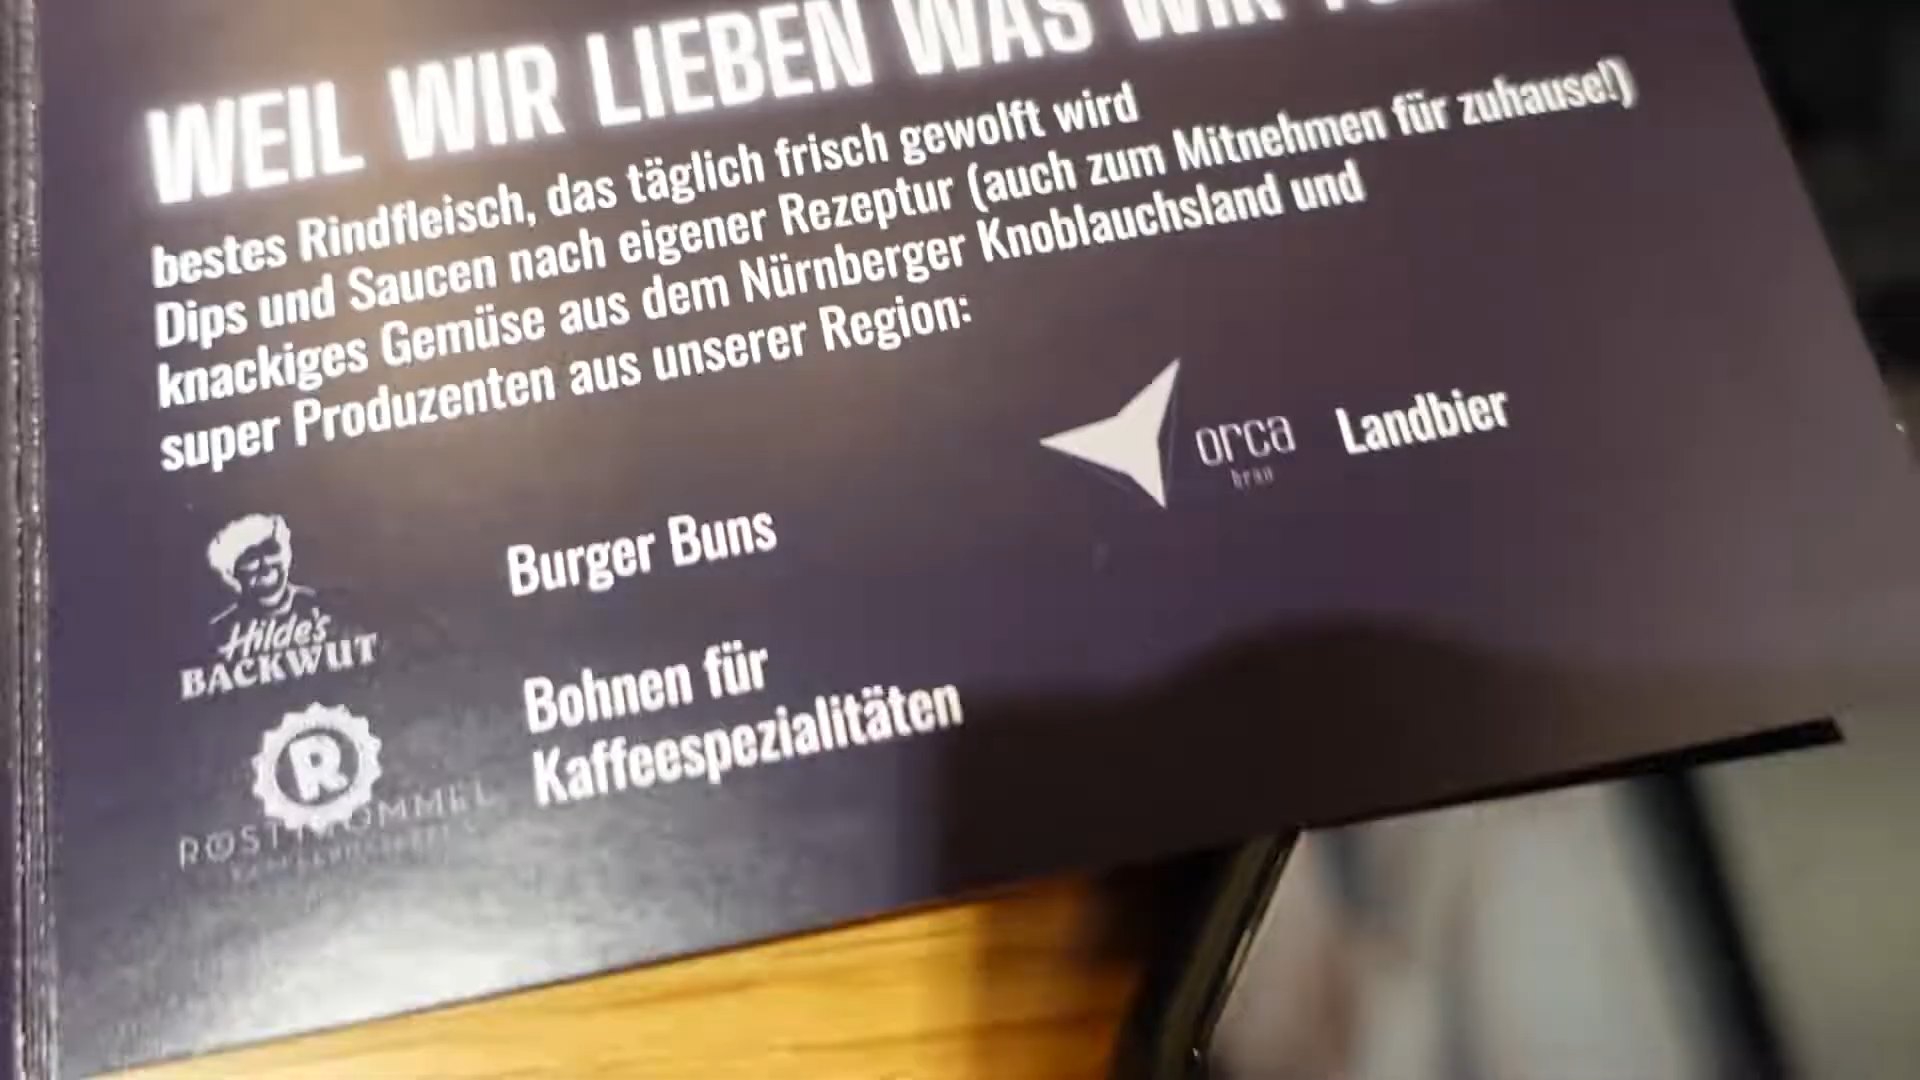 WEIL WIR LIEBEN WAS WIR
bestes Rindfleisch, das täglich frisch gewolft wird
Dips und Saucen nach eigener Rezeptur (auch zum Mitnehmen für zuhause!)
knackiges Gemüse aus dem Nürnberger Knoblauchsland und
super Produzenten aus unserer Region:
orca Landbier
brau
Burger Buns
Hilde's
BACKWUT
Bohnen für
Kaffeespezialitäten
R
RØSTTROMMEL